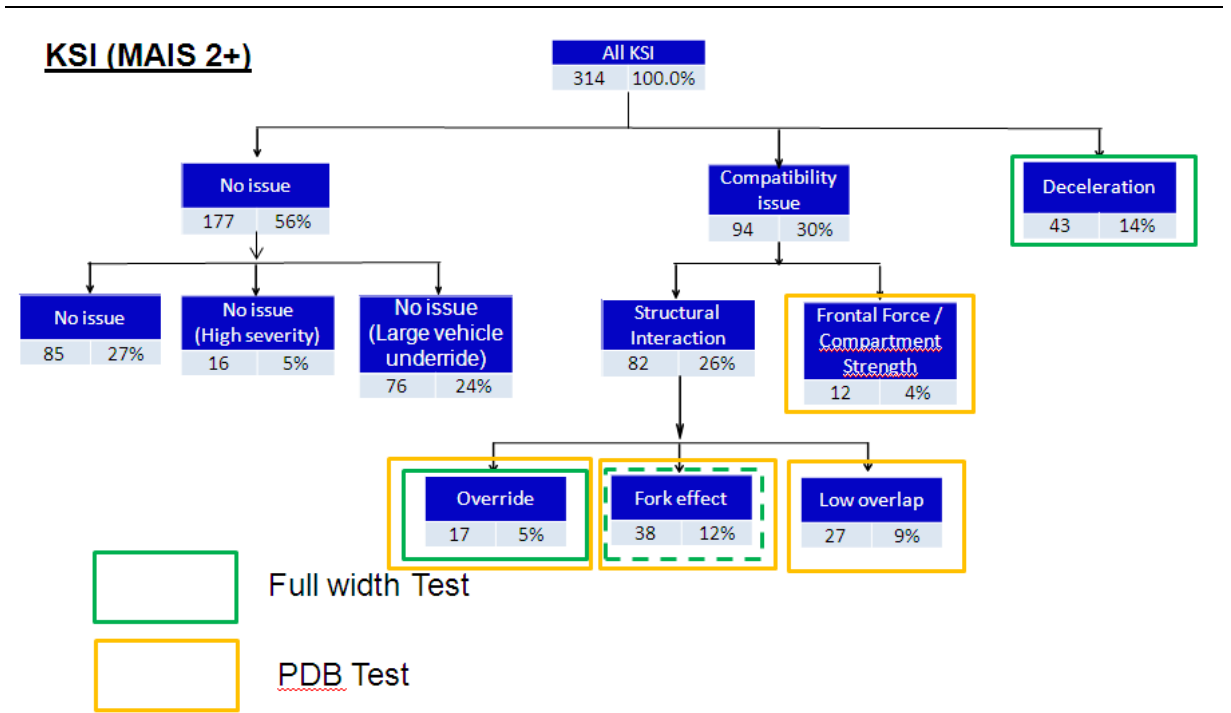 KSI (MAIS 2+)
All KSI
314 100.0%
No issue
177 56%
Compatibility
issue
94 30%
Deceleration
43 14%
No issue
85 27%
No issue
(High severity)
16 5%
No issue
(Large vehicle
underride)
76 24%
Structural
Interaction
82 26%
Frontal Force /
Compartment
Strength
12 4%
Override
17 5%
Fork effect
38 12%
Low overlap
27 9%
Full width Test
PDB Test